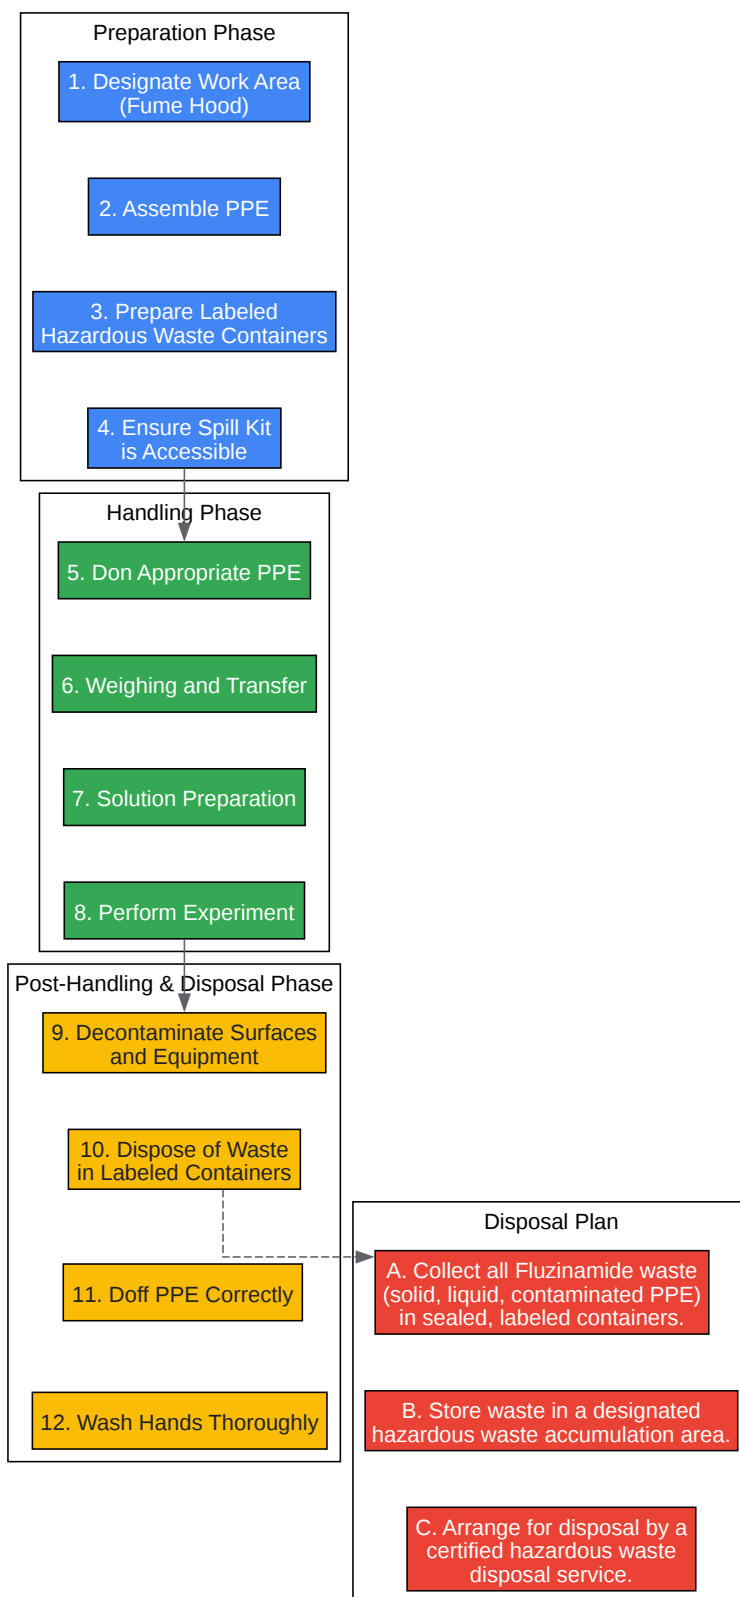 Preparation Phase
1. Designate Work Area
(Fume Hood)
2. Assemble PPE
3. Prepare Labeled
Hazardous Waste Containers
4. Ensure Spill Kit
is Accessible
Handling Phase
5. Don Appropriate PPE
6. Weighing and Transfer
7. Solution Preparation
8. Perform Experiment
Post-Handling & Disposal Phase
9. Decontaminate Surfaces
and Equipment
10. Dispose of Waste
in Labeled Containers
11. Doff PPE Correctly
12. Wash Hands Thoroughly
Disposal Plan
A. Collect all Fluzinamide waste
(solid, liquid, contaminated PPE)
in sealed, labeled containers.
B. Store waste in a designated
hazardous waste accumulation area.
C. Arrange for disposal by a
certified hazardous waste
disposal service.